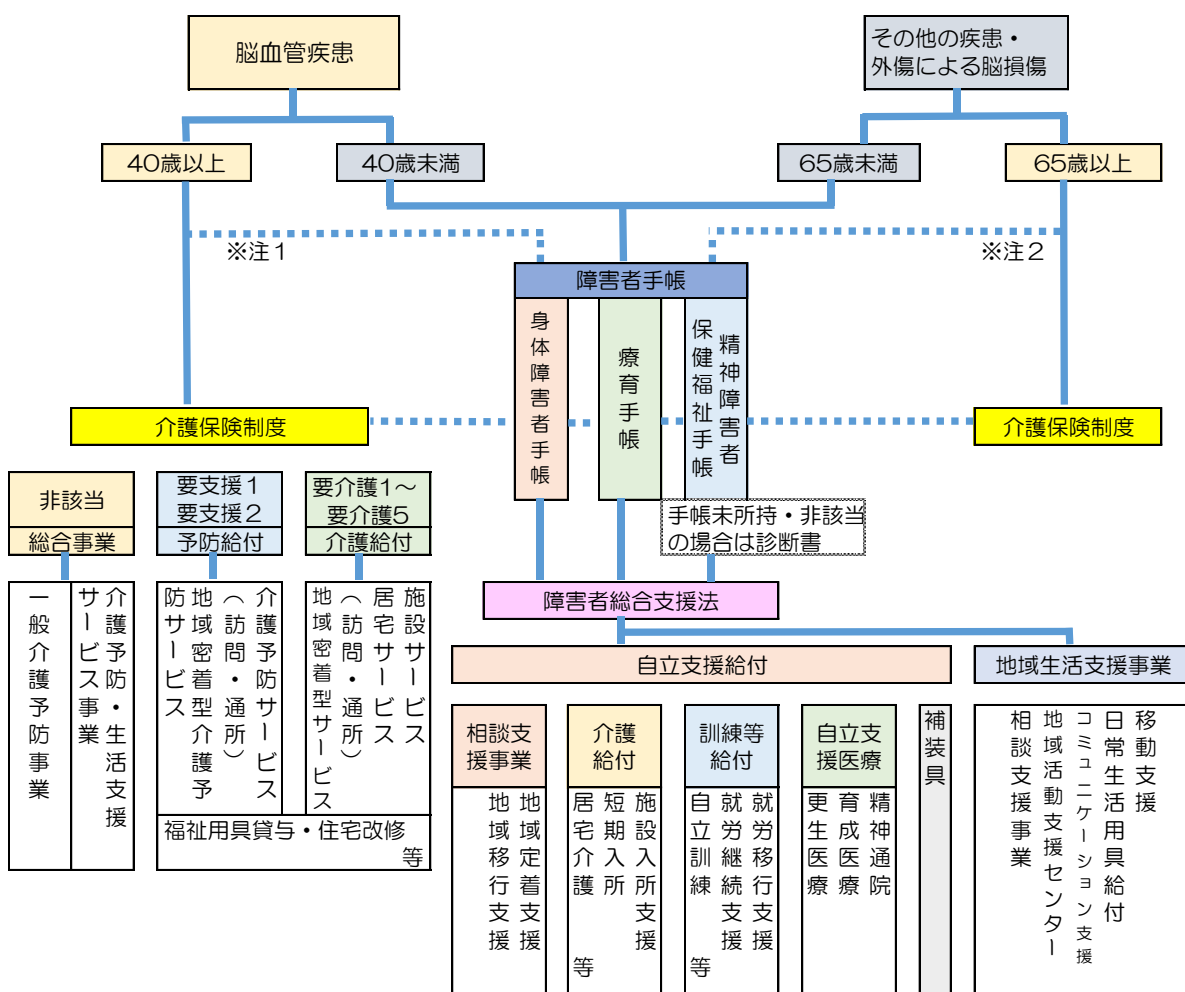 脳血管疾患
その他の疾患・
外傷による脳損傷
40歳以上
40歳未満
65歳未満
65歳以上
※注1
※注2
障害者手帳
身体障害者手帳
療育手帳
精神障害者
保健福祉手帳
介護保険制度
介護保険制度
手帳未所持・非該当
の場合は診断書
非該当
総合事業
要支援1
要支援2
予防給付
要介護1~
要介護5
介護給付
介護予防・生活支援
サービス事業
一般介護予防事業
介護予防サービス
(訪問・通所)
地域密着型介護予
防サービス
施設サービス
居宅サービス
(訪問・通所)
地域密着型サービス
福祉用具貸与・住宅改修
等
障害者総合支援法
自立支援給付
地域生活支援事業
相談支
援事業
地域定着支援
地域移行支援
介護
給付
施設入所支援
短期入所
居宅介護 等
訓練等
給付
就労移行支援
就労継続支援
自立訓練 等
自立支
援医療
精神通院
育成医療
更生医療
補装具
移動支援
日常生活用具給付
コミュニケーション支援
地域活動支援センター
相談支援事業